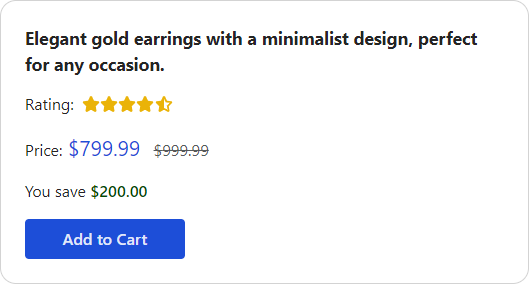 Elegant gold earrings with a minimalist design, perfect
for any occasion.
Rating:
Price: $799.99 $999.99
You save $200.00
Add to Cart